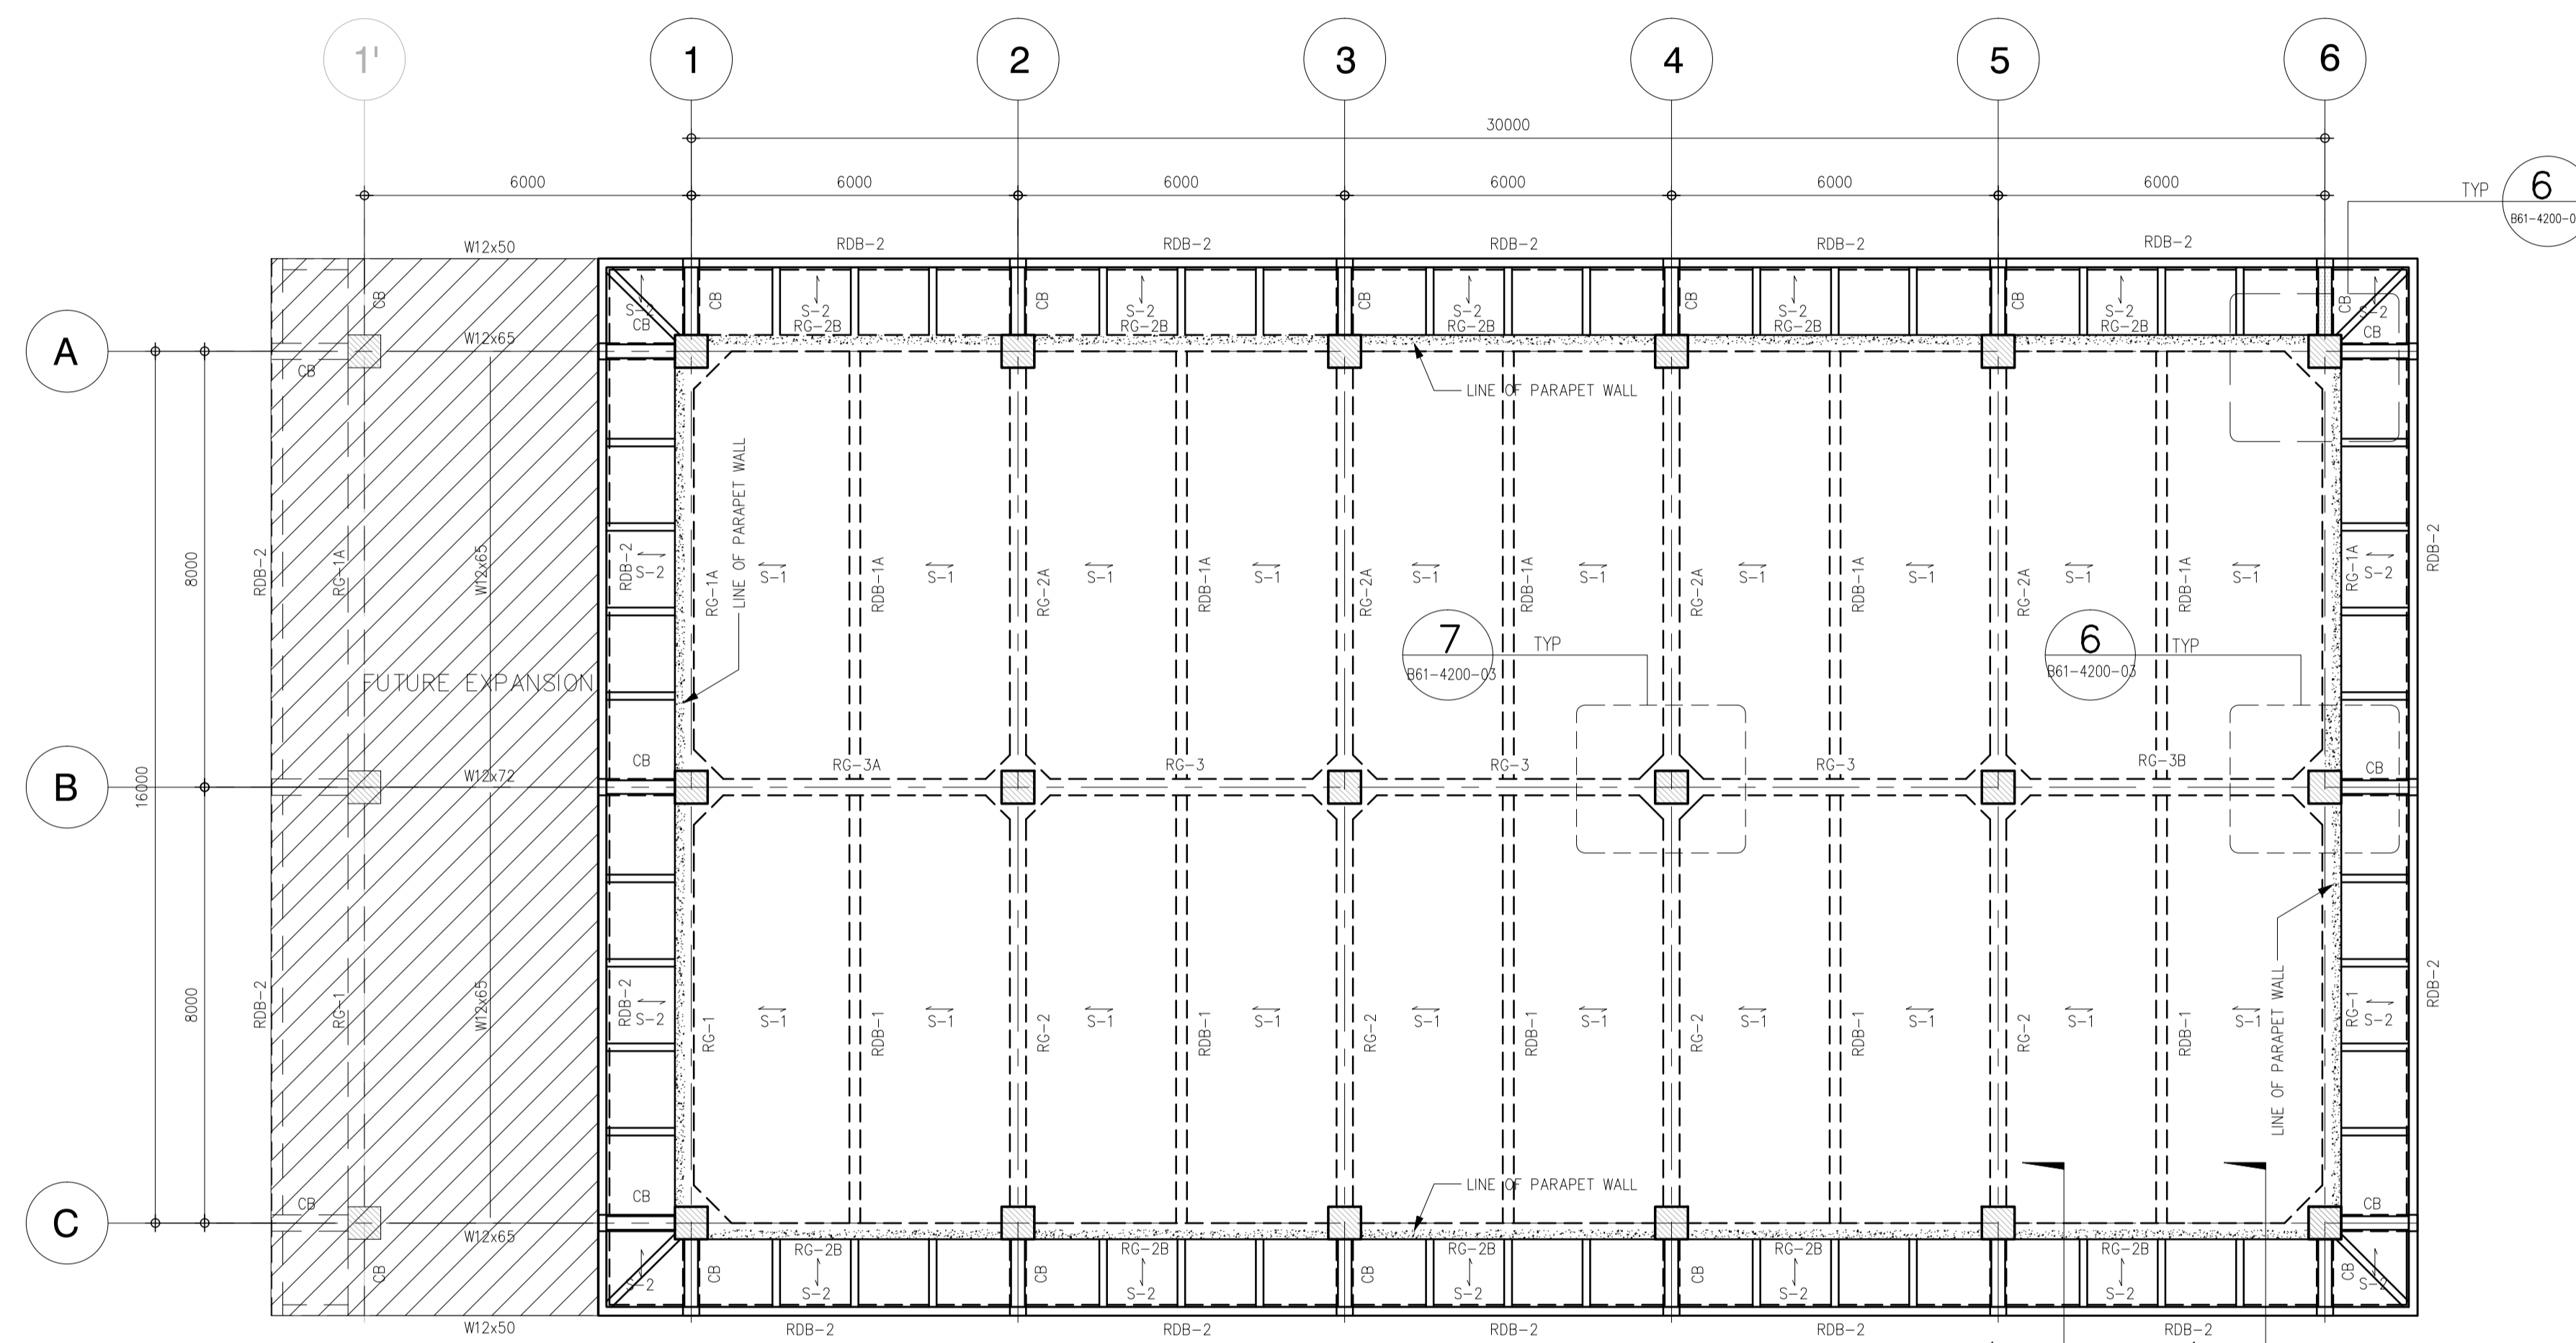 1'
1
2
3
4
5
6
30000
6000
6000
6000
6000
6000
6000
TYP
6
B61-4200-0
W12x50
RDB-2
RDB-2
RDB-2
RDB-2
RDB-2
CB
S-2
CB
CB
S-2
RG-2B
CB
S-2
RG-2B
CB
S-2
RG-2B
CB
S-2
RG-2B
CB
S-2
RG-2B
CB
S-2
CB
A
W12x65
CB
LINE OF PARAPET WALL
LINE OF PARAPET WALL
8000
RDB-2
RG-1A
W12x65
RDB-2
S-2
RG-1A
S-1
RDB-1A
S-1
RG-2A
S-1
RDB-1A
S-1
RG-2A
S-1
RDB-1A
S-1
RG-2A
S-1
RDB-1A
S-1
RG-2A
S-1
RDB-1A
S-1
RG-1A
S-2
RDB-2
7
B61-4200-03
TYP
6
B61-4200-03
TYP
FUTURE EXPANSION
B
16000
W12x72
CB
RG-3A
RG-3
RG-3
RG-3
RG-3B
CB
8000
RDB-2
RG-1
W12x65
RDB-2
S-2
RG-1
S-1
RDB-1
S-1
RG-2
S-1
RDB-1
S-1
RG-2
S-1
RDB-1
S-1
RG-2
S-1
RDB-1
S-1
RG-2
S-1
RDB-1
S-1
LINE OF PARAPET WALL
RG-1
S-2
RDB-2
LINE OF PARAPET WALL
C
CB
W12x65
CB
CB
CB
S-2
CB
RG-2B
S-2
CB
RG-2B
S-2
CB
RG-2B
S-2
CB
RG-2B
S-2
CB
RG-2B
S-2
CB
S-2
W12x50
RDB-2
RDB-2
RDB-2
RDB-2
RDB-2